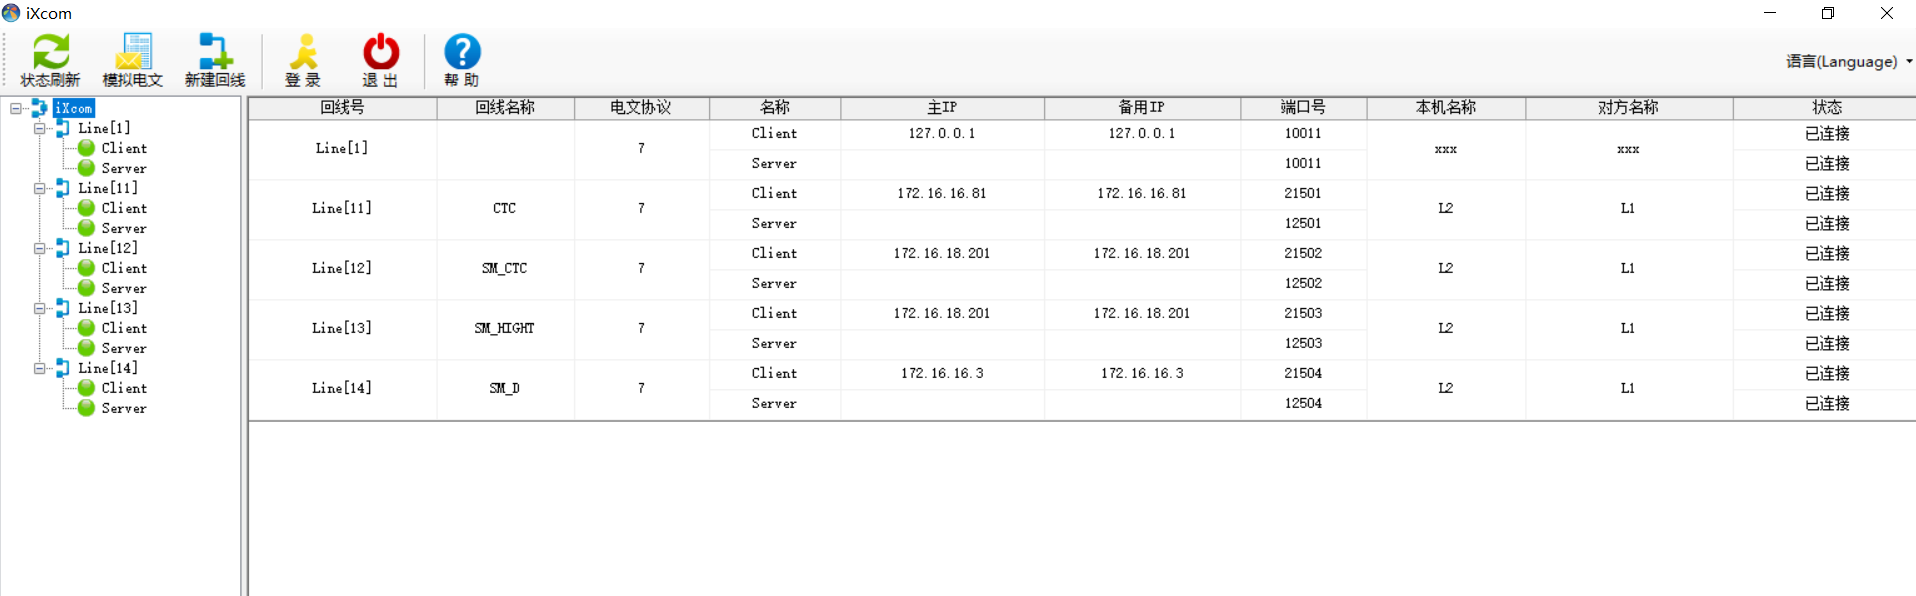 iXcom
状态刷新 模拟电文 新建回线 登 录 退 出 帮 助 语言(Language)
iXcom
Line[1]
Client
Server
Line[11]
Client
Server
Line[12]
Client
Server
Line[13]
Client
Server
Line[14]
Client
Server
回线号 回线名称 电文协议 名称 主IP 备用IP 端口号 本机名称 对方名称 状态
Line[1] 7 Client 127.0.0.1 127.0.0.1 10011 xxx xxx 已连接
Server 10011 已连接
Line[11] CTC 7 Client 172.16.16.81 172.16.16.81 21501 L2 L1 已连接
Server 12501 已连接
Line[12] SM_CTC 7 Client 172.16.18.201 172.16.18.201 21502 L2 L1 已连接
Server 12502 已连接
Line[13] SM_HIGHT 7 Client 172.16.18.201 172.16.18.201 21503 L2 L1 已连接
Server 12503 已连接
Line[14] SM_D 7 Client 172.16.16.3 172.16.16.3 21504 L2 L1 已连接
Server 12504 已连接